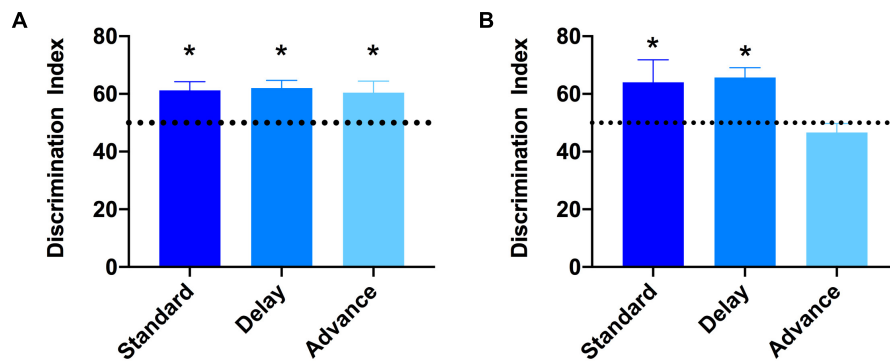 A
Discrimination Index
80
60
40
20
0
* * *
Standard
Delay
Advance
B
Discrimination Index
80
60
40
20
0
* *
Standard
Delay
Advance